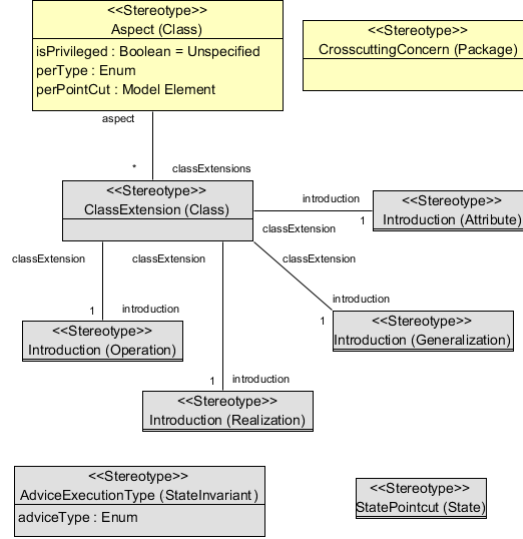 <<Stereotype>>
Aspect (Class)
isPrivileged : Boolean = Unspecified
perType : Enum
perPointCut : Model Element
<<Stereotype>>
CrosscuttingConcern (Package)
aspect
*
classExtensions
<<Stereotype>>
ClassExtension (Class)
introduction
1
classExtension
<<Stereotype>>
Introduction (Attribute)
classExtension
classExtension
classExtension
1
introduction
introduction
1
<<Stereotype>>
Introduction (Operation)
<<Stereotype>>
Introduction (Generalization)
1
introduction
<<Stereotype>>
Introduction (Realization)
<<Stereotype>>
AdviceExecutionType (StateInvariant)
adviceType : Enum
<<Stereotype>>
StatePointcut (State)